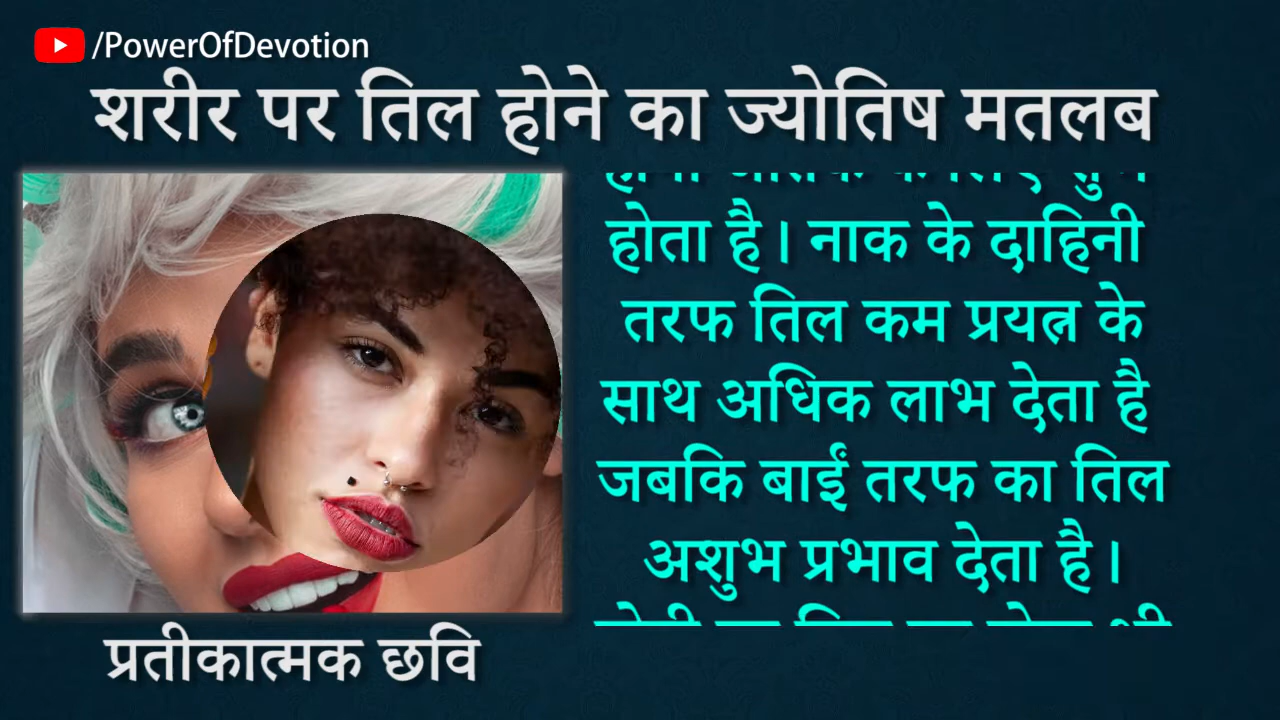 /PowerOfDevotion
शरीर पर तिल होने का ज्योतिष मतलब
होता है। नाक के दाहिनी
तरफ तिल कम प्रयत्न के
साथ अधिक लाभ देता है
जबकि बाईं तरफ का तिल
अशुभ प्रभाव देता है।
प्रतीकात्मक छवि